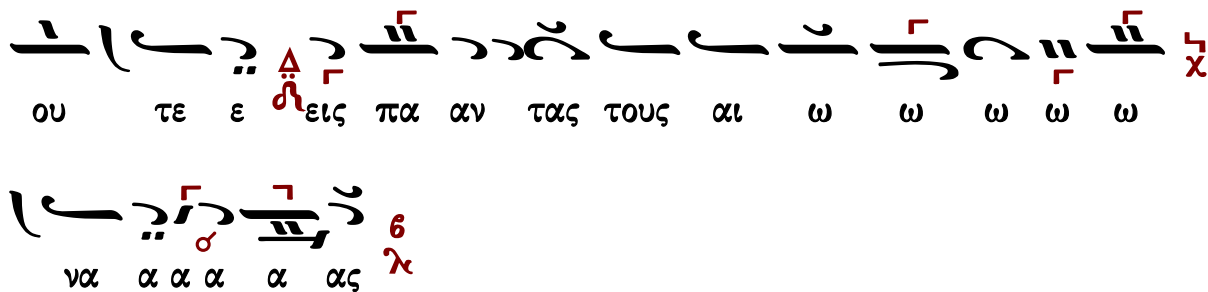 ου τε ε Δ εις πα αν τας τους αι ω ω ω ω ω χ
να α α α α ας